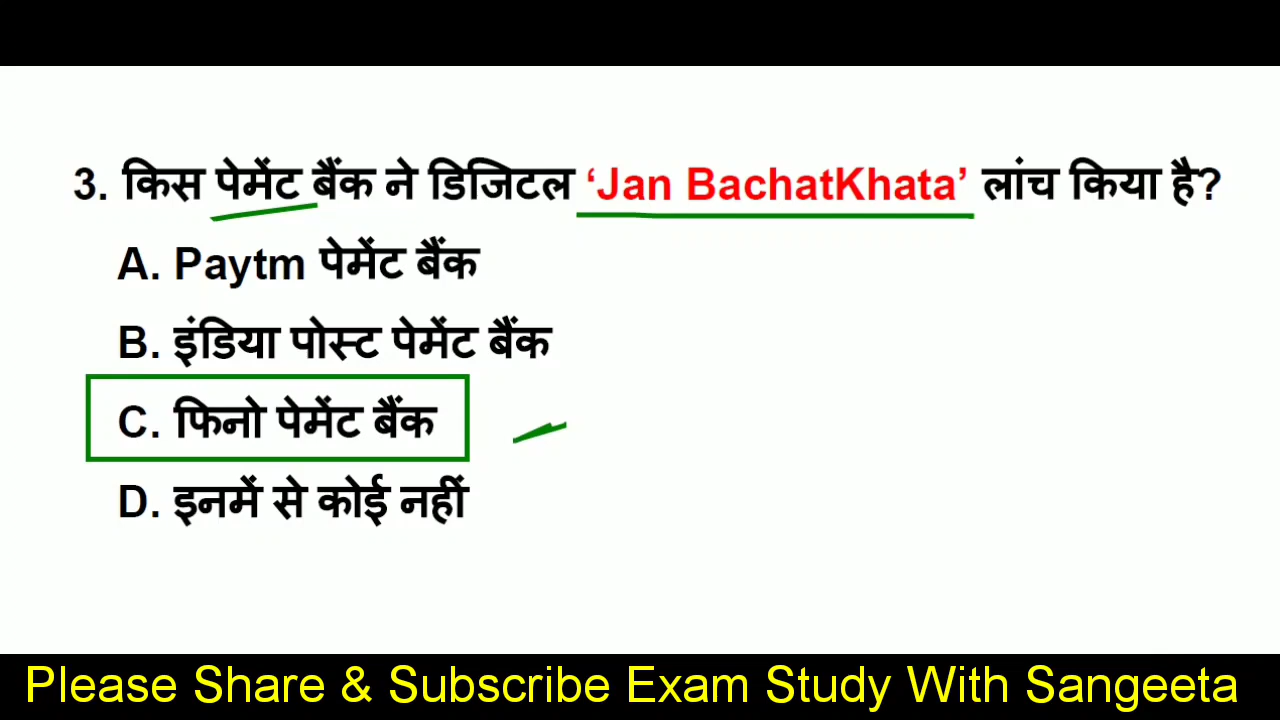 3. किस पेमेंट बैंक ने डिजिटल ‘Jan BachatKhata’ लांच किया है?
A. Paytm पेमेंट बैंक
B. इंडिया पोस्ट पेमेंट बैंक
C. फिनो पेमेंट बैंक
D. इनमें से कोई नहीं
Please Share & Subscribe Exam Study With Sangeeta